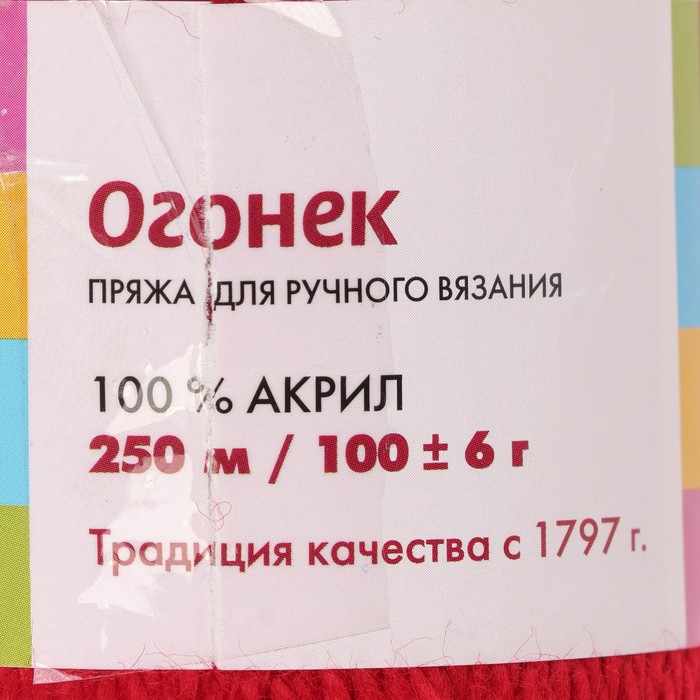 Огонек
ПРЯЖА ДЛЯ РУЧНОГО ВЯЗАНИЯ
100 % АКРИЛ
250 м / 100 ± 6 г
Традиция качества с 1797 г.